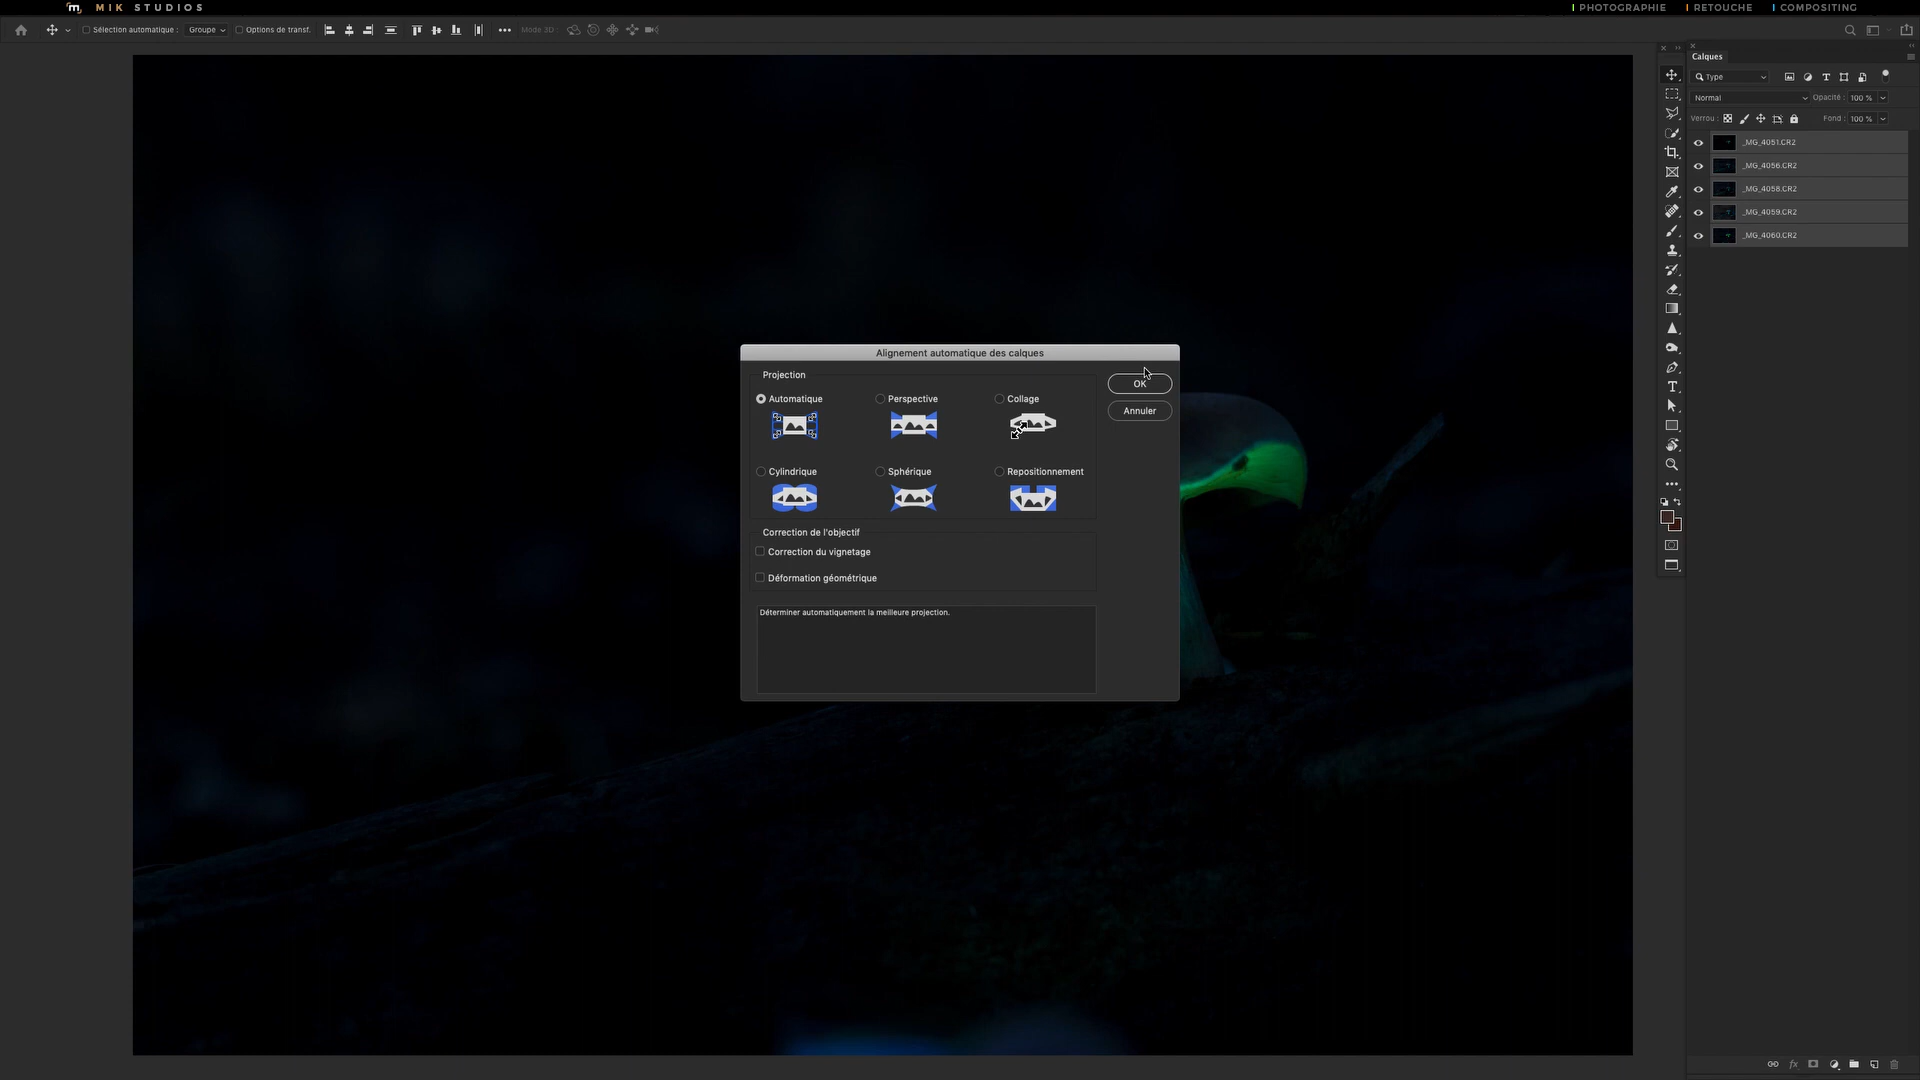 MIK STUDIOS
PHOTOGRAPHIE
RETOUCHE
COMPOSITING
Sélection automatique :
Groupe
Options de transf.
Mode 3D :
Calques
Type
Normal
Opacité : 100 %
Verrou :
Fond : 100 %
_MG_4051.CR2
_MG_4056.CR2
_MG_4058.CR2
_MG_4059.CR2
_MG_4060.CR2
Alignement automatique des calques
Projection
OK
Automatique
Perspective
Collage
Annuler
Cylindrique
Sphérique
Repositionnement
Correction de l'objectif
Correction du vignetage
Déformation géométrique
Déterminer automatiquement la meilleure projection.
fx